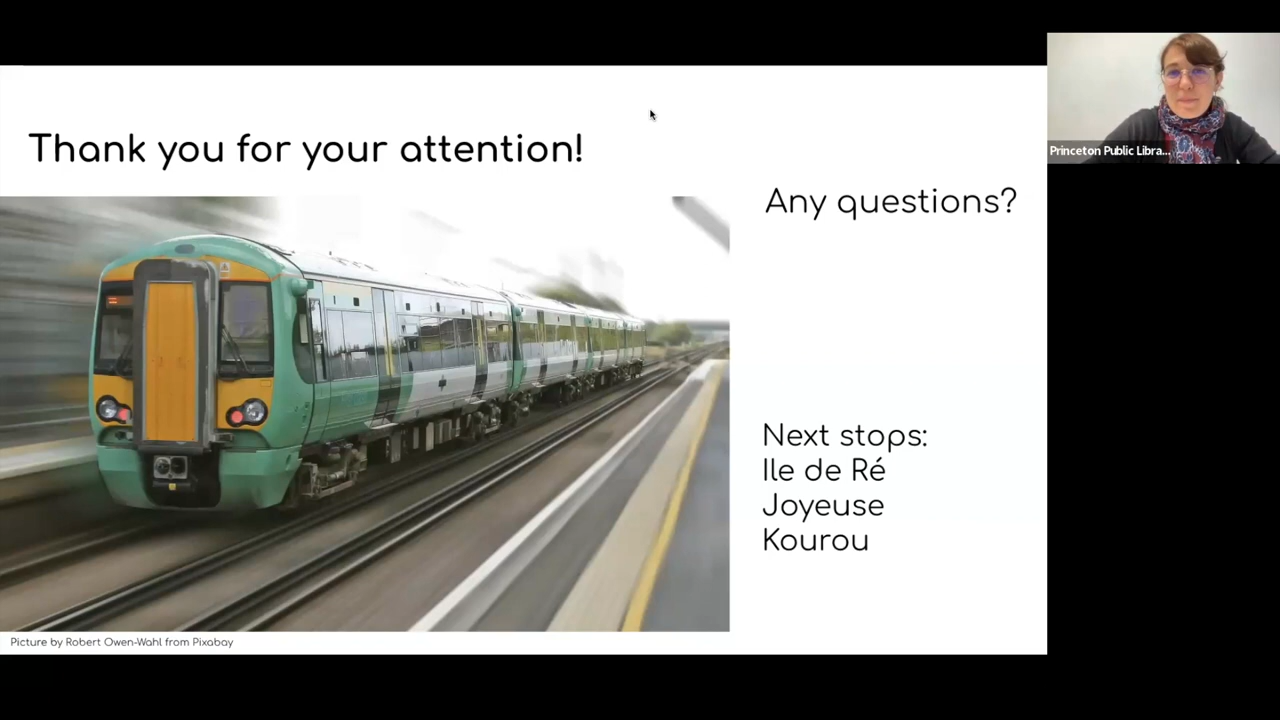 Thank you for your attention!
Princeton Public Libra...
Any questions?
Next stops:
Ile de Ré
Joyeuse
Kourou
Picture by Robert Owen-Wahl from Pixabay